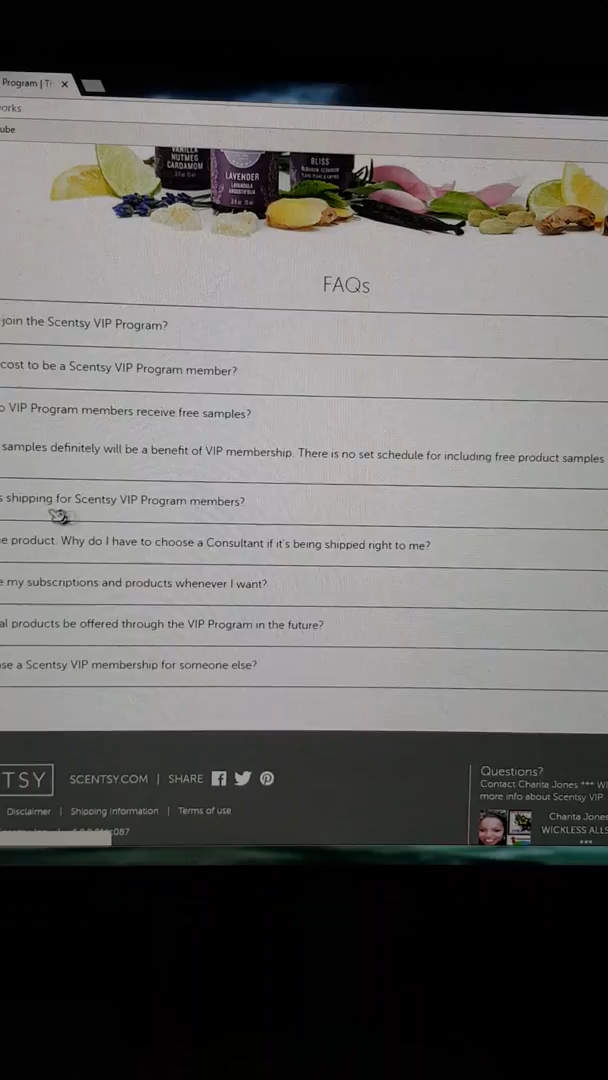 Program | Th
orks
ube
VANILLA
NUTMEG
CARDAMOM
LAVENDER
BLISS
FAQs
join the Scentsy VIP Program?
cost to be a Scentsy VIP Program member?
o VIP Program members receive free samples?
samples definitely will be a benefit of VIP membership. There is no set schedule for including free product samples
s shipping for Scentsy VIP Program members?
e product. Why do I have to choose a Consultant if it's being shipped right to me?
e my subscriptions and products whenever I want?
al products be offered through the VIP Program in the future?
se a Scentsy VIP membership for someone else?
TSY SCENTSY.COM | SHARE
Disclaimer | Shipping Information | Terms of use
Questions?
Contact Charita Jones *** WI
more info about Scentsy VIP
Charita Jones
WICKLESS ALLS
***